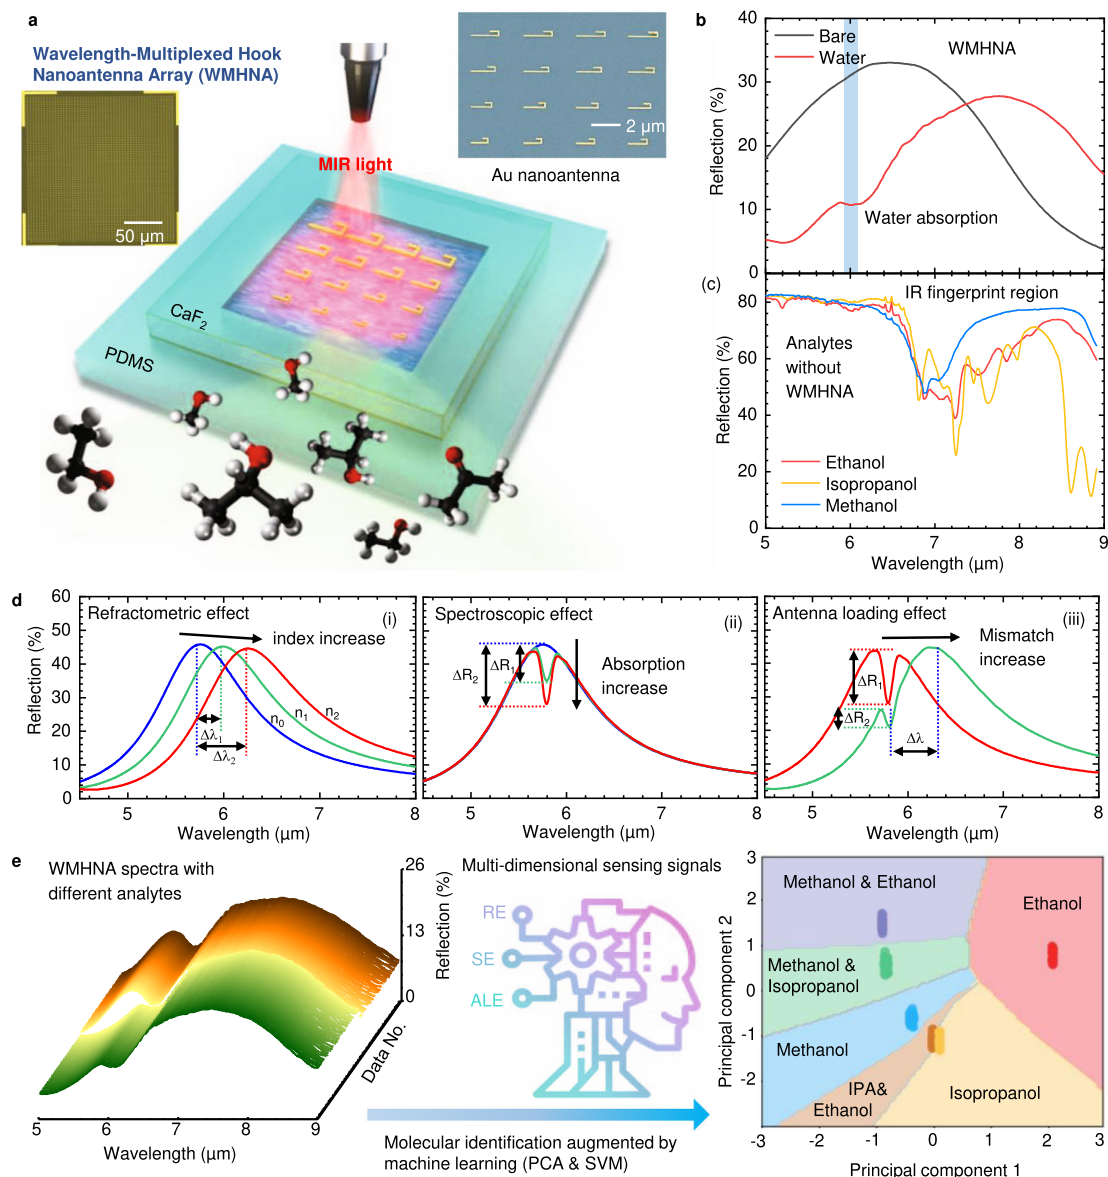 a
Wavelength-Multiplexed Hook
Nanoantenna Array (WMHNA)
50 µm
MIR light
2 µm
Au nanoantenna
CaF2
PDMS
b
Bare
Water
WMHNA
Water absorption
Reflection (%)
40
30
20
10
0
(c)
IR fingerprint region
Analytes
without
WMHNA
Ethanol
Isopropanol
Methanol
Reflection (%)
80
60
40
20
0
5 6 7 8 9
Wavelength (µm)
d
Refractometric effect
(i)
index increase
n0
n1
n2
Δλ1
Δλ2
Reflection (%)
60
50
40
30
20
10
0
5 6 7 8
Wavelength (µm)
Spectroscopic effect
(ii)
ΔR1
ΔR2
Absorption
increase
5 6 7 8
Wavelength (µm)
Antenna loading effect
(iii)
Mismatch
increase
ΔR1
ΔR2
Δλ
5 6 7 8
Wavelength (µm)
e
WMHNA spectra with
different analytes
26
13
0
Reflection (%)
Data No.
5 6 7 8 9
Wavelength (µm)
Multi-dimensional sensing signals
RE
SE
ALE
Molecular identification augmented by
machine learning (PCA & SVM)
Principal component 2
3
2
1
0
-1
-2
Methanol & Ethanol
Ethanol
Methanol &
Isopropanol
Methanol
IPA&
Ethanol
Isopropanol
-3 -1 0 1 2 3
Principal component 1